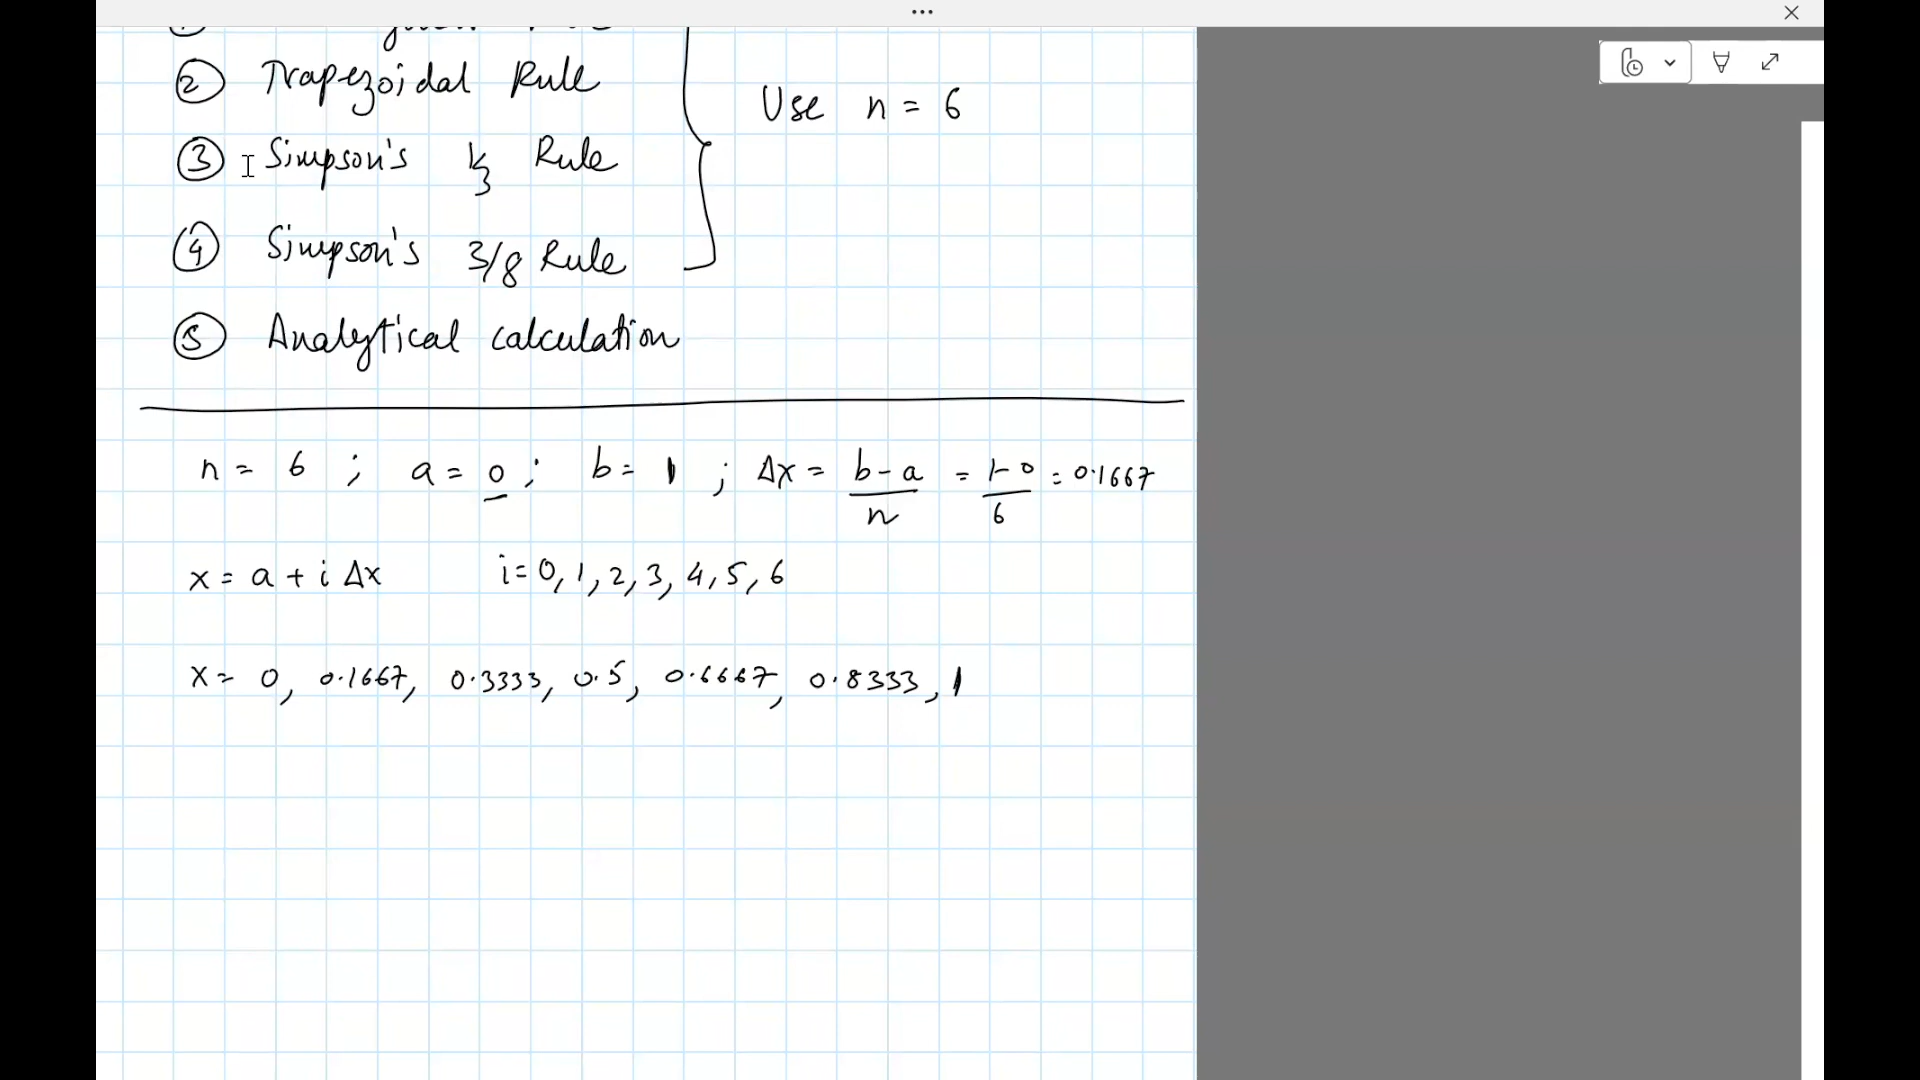 ② Trapezoidal Rule
Use n = 6
③ Simpson's 1/3 Rule
④ Simpson's 3/8 Rule
⑤ Analytical calculation
n = 6 ; a = 0 ; b = 1 ; Δx = b - a / n = 1 - 0 / 6 = 0.1667
x = a + i Δx i = 0, 1, 2, 3, 4, 5, 6
x = 0, 0.1667, 0.3333, 0.5, 0.6667, 0.8333, 1